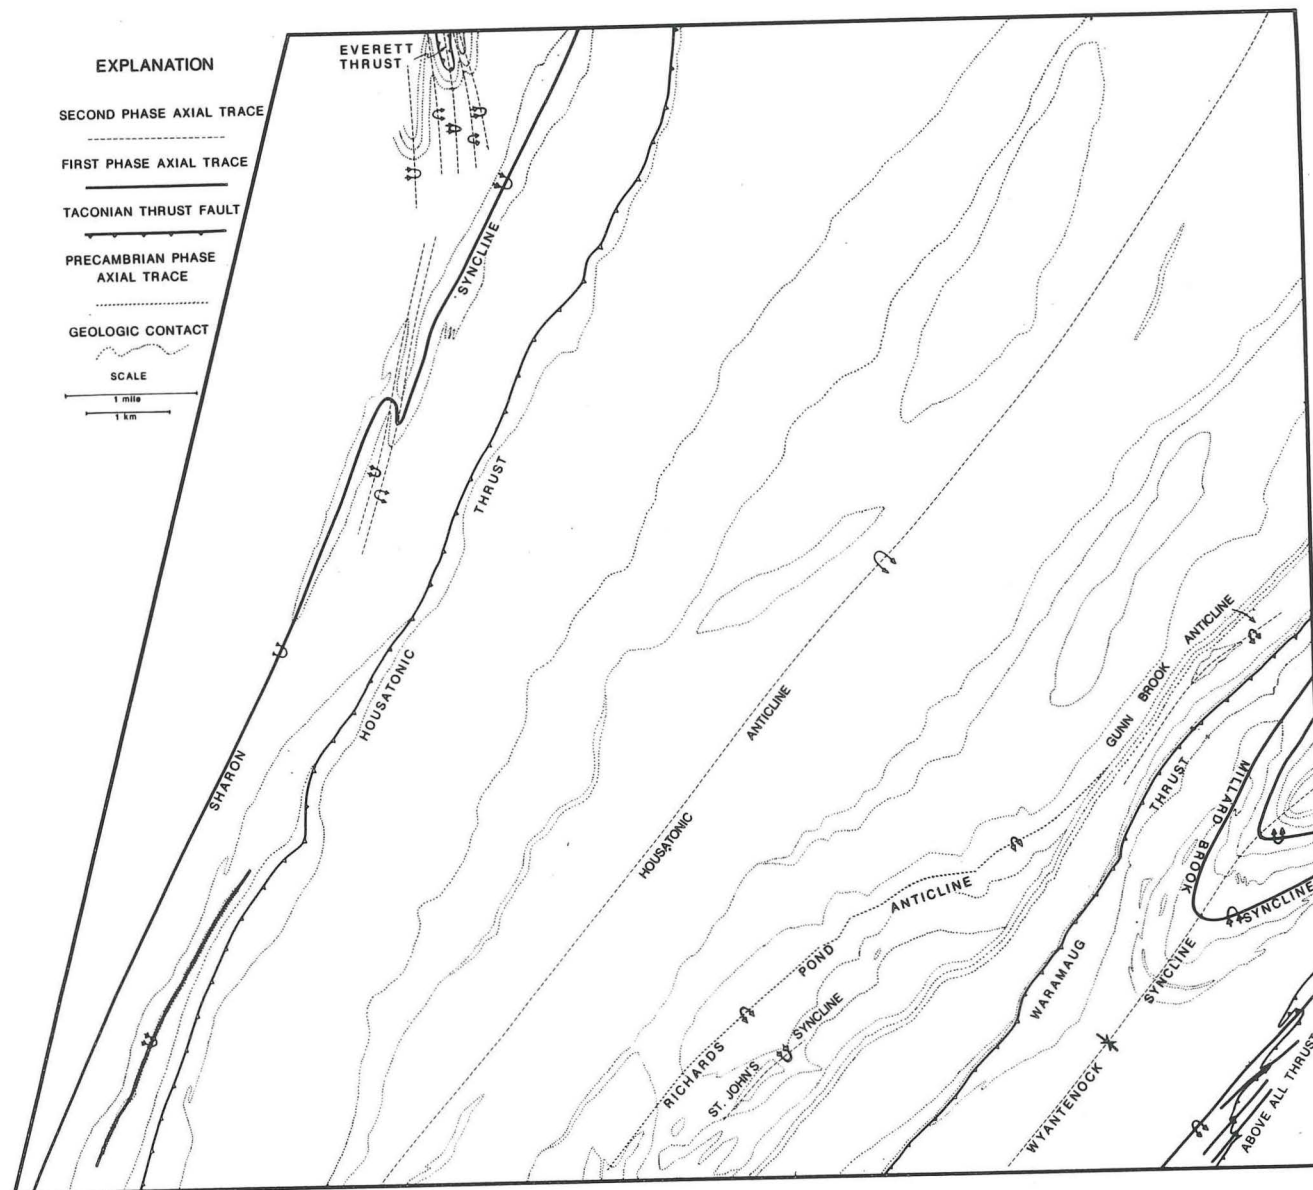 EXPLANATION
SECOND PHASE AXIAL TRACE
FIRST PHASE AXIAL TRACE
TACONIAN THRUST FAULT
PRECAMBRIAN PHASE
AXIAL TRACE
GEOLOGIC CONTACT
SCALE
1 mile
1 km
EVERETT
THRUST
SHARON
SYNCLINE
HOUSATONIC
THRUST
HOUSATONIC
ANTICLINE
GUNN BROOK ANTICLINE
RICHARDS POND ANTICLINE
ST. JOHN'S SYNCLINE
WARAMAUG
THRUST
MILLARD
BROOK
SYNCLINE
WYANTENOCK SYNCLINE
ABOVE ALL THRUST